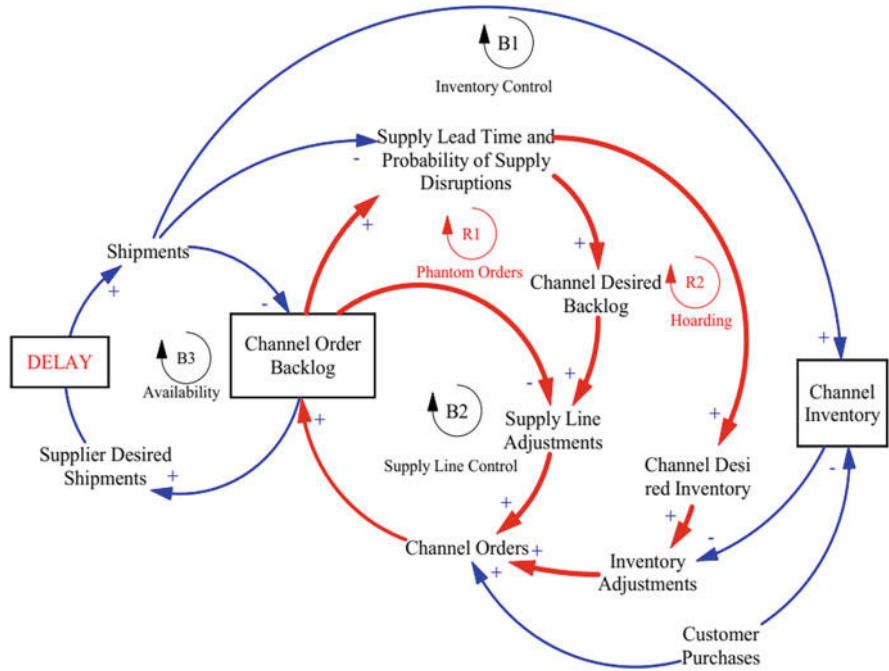 B1
Inventory Control
Supply Lead Time and
Probability of Supply
Disruptions
-
+
R1
Phantom Orders
+
Shipments
+
-
Channel Desired
Backlog
R2
Hoarding
DELAY
B3
Availability
Channel Order
Backlog
+
-
+
+
Channel
Inventory
B2
Supply Line Control
Supply Line
Adjustments
+
Supplier Desired
Shipments
+
Channel Desi
red Inventory
-
+
+
-
Channel Orders
+
+
Inventory
Adjustments
Customer
Purchases